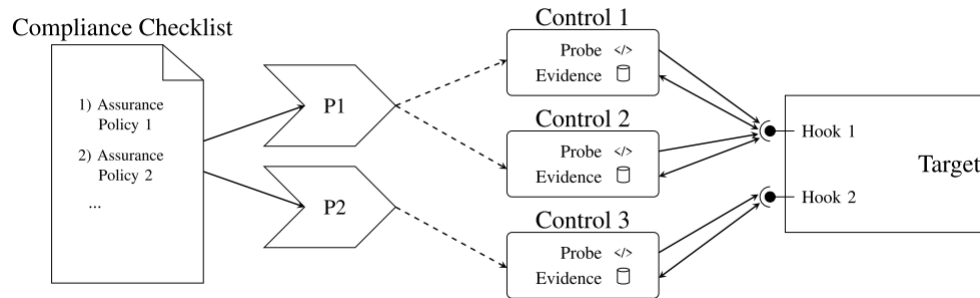 Compliance Checklist
1) Assurance
Policy 1
2) Assurance
Policy 2
...
P1
P2
Control 1
Probe </>
Evidence
Control 2
Probe </>
Evidence
Control 3
Probe </>
Evidence
Hook 1
Hook 2
Target